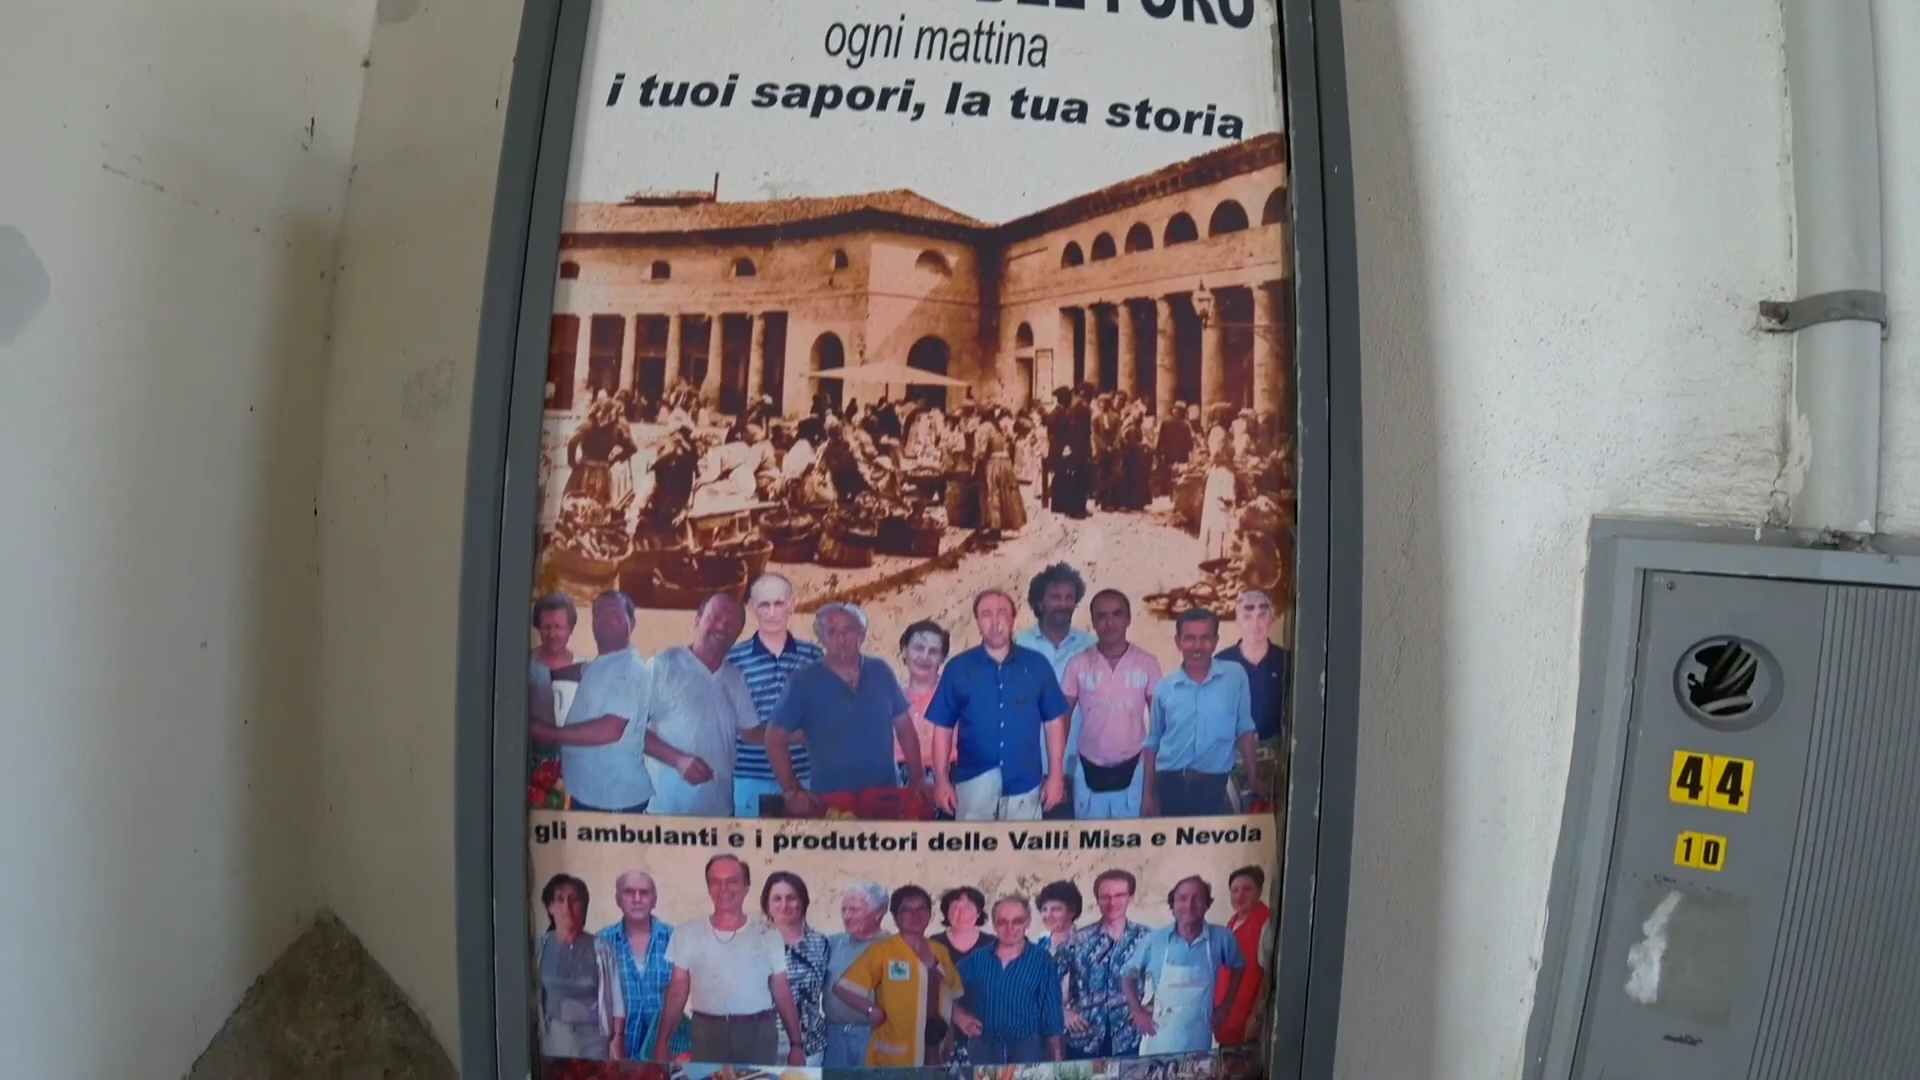 ogni mattina
i tuoi sapori, la tua storia
gli ambulanti e i produttori delle Valli Misa e Nevola
44
10